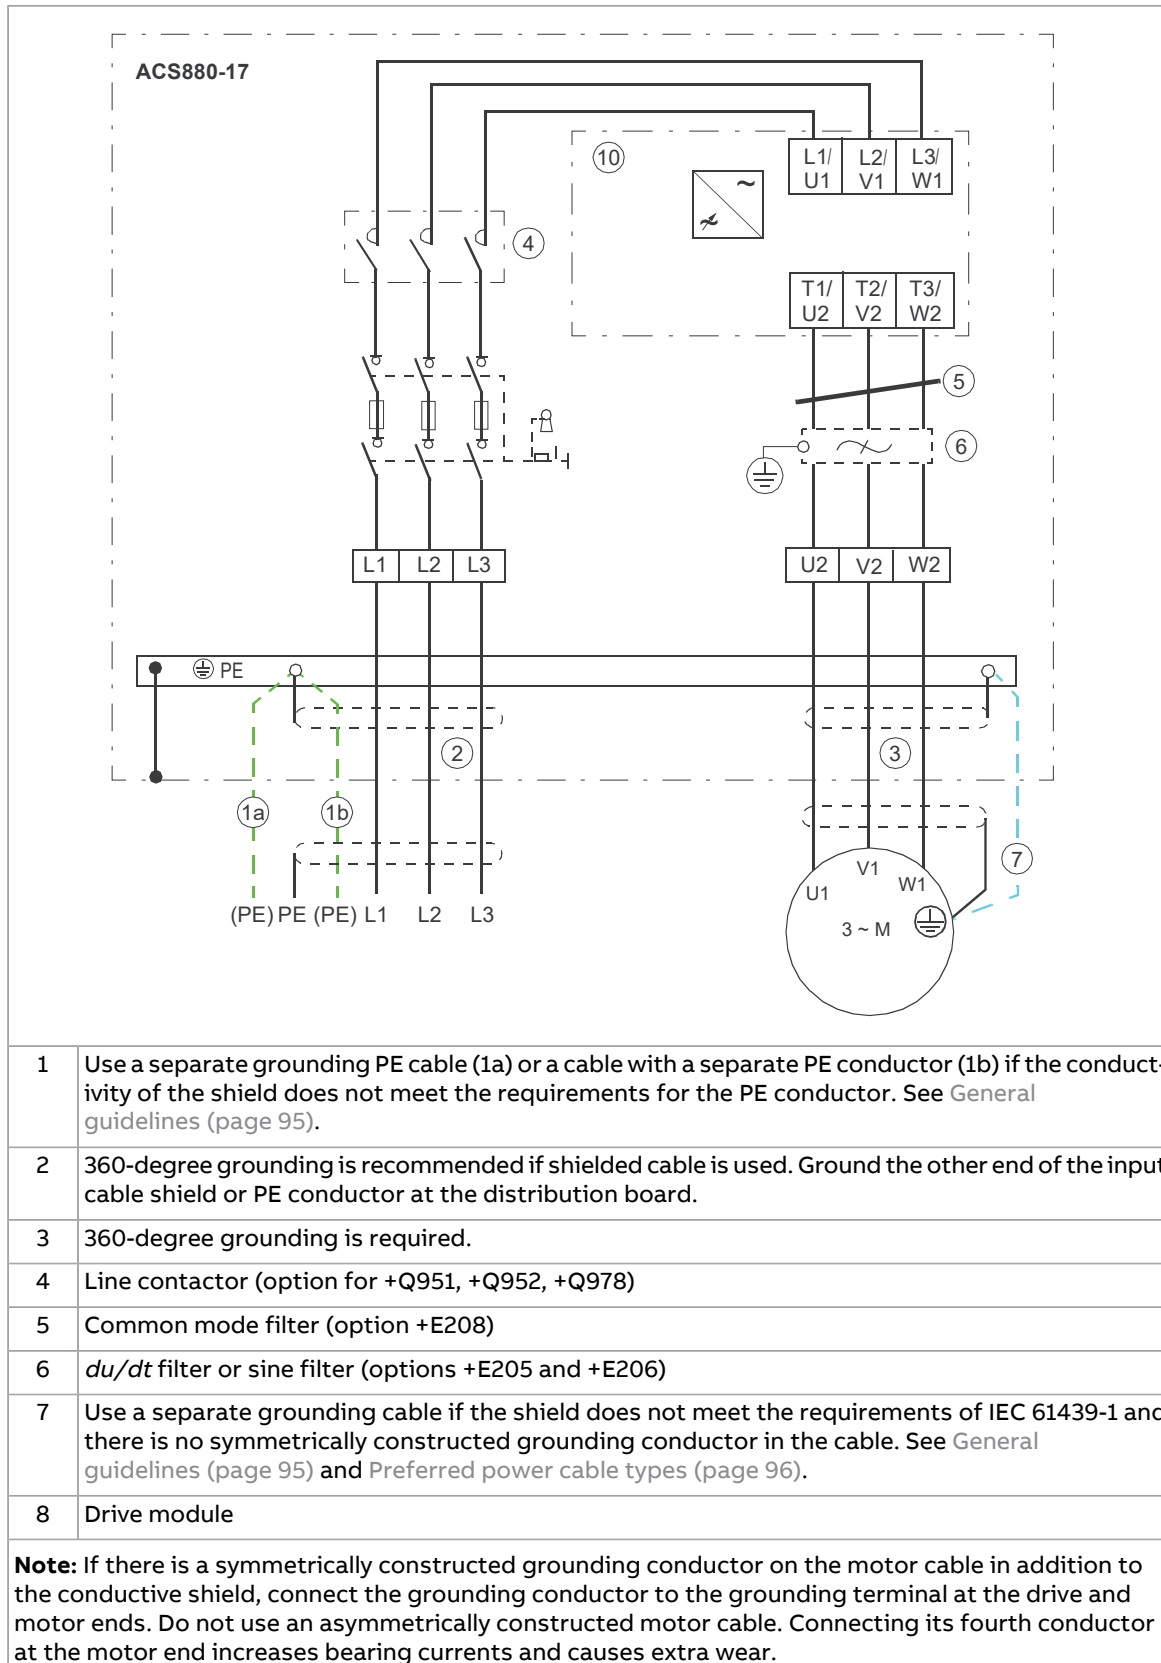 ACS880-17
10
L1/ L2/ L3/
U1 V1 W1
4
T1/ T2/ T3/
U2 V2 W2
5
6
L1 L2 L3
U2 V2 W2
PE
2
3
1a 1b
7
(PE) PE (PE) L1 L2 L3
U1 V1 W1
3 ~ M
1 Use a separate grounding PE cable (1a) or a cable with a separate PE conductor (1b) if the conduct-
ivity of the shield does not meet the requirements for the PE conductor. See General
guidelines (page 95).
2 360-degree grounding is recommended if shielded cable is used. Ground the other end of the input
cable shield or PE conductor at the distribution board.
3 360-degree grounding is required.
4 Line contactor (option for +Q951, +Q952, +Q978)
5 Common mode filter (option +E208)
6 du/dt filter or sine filter (options +E205 and +E206)
7 Use a separate grounding cable if the shield does not meet the requirements of IEC 61439-1 and
there is no symmetrically constructed grounding conductor in the cable. See General
guidelines (page 95) and Preferred power cable types (page 96).
8 Drive module
Note: If there is a symmetrically constructed grounding conductor on the motor cable in addition to
the conductive shield, connect the grounding conductor to the grounding terminal at the drive and
motor ends. Do not use an asymmetrically constructed motor cable. Connecting its fourth conductor
at the motor end increases bearing currents and causes extra wear.